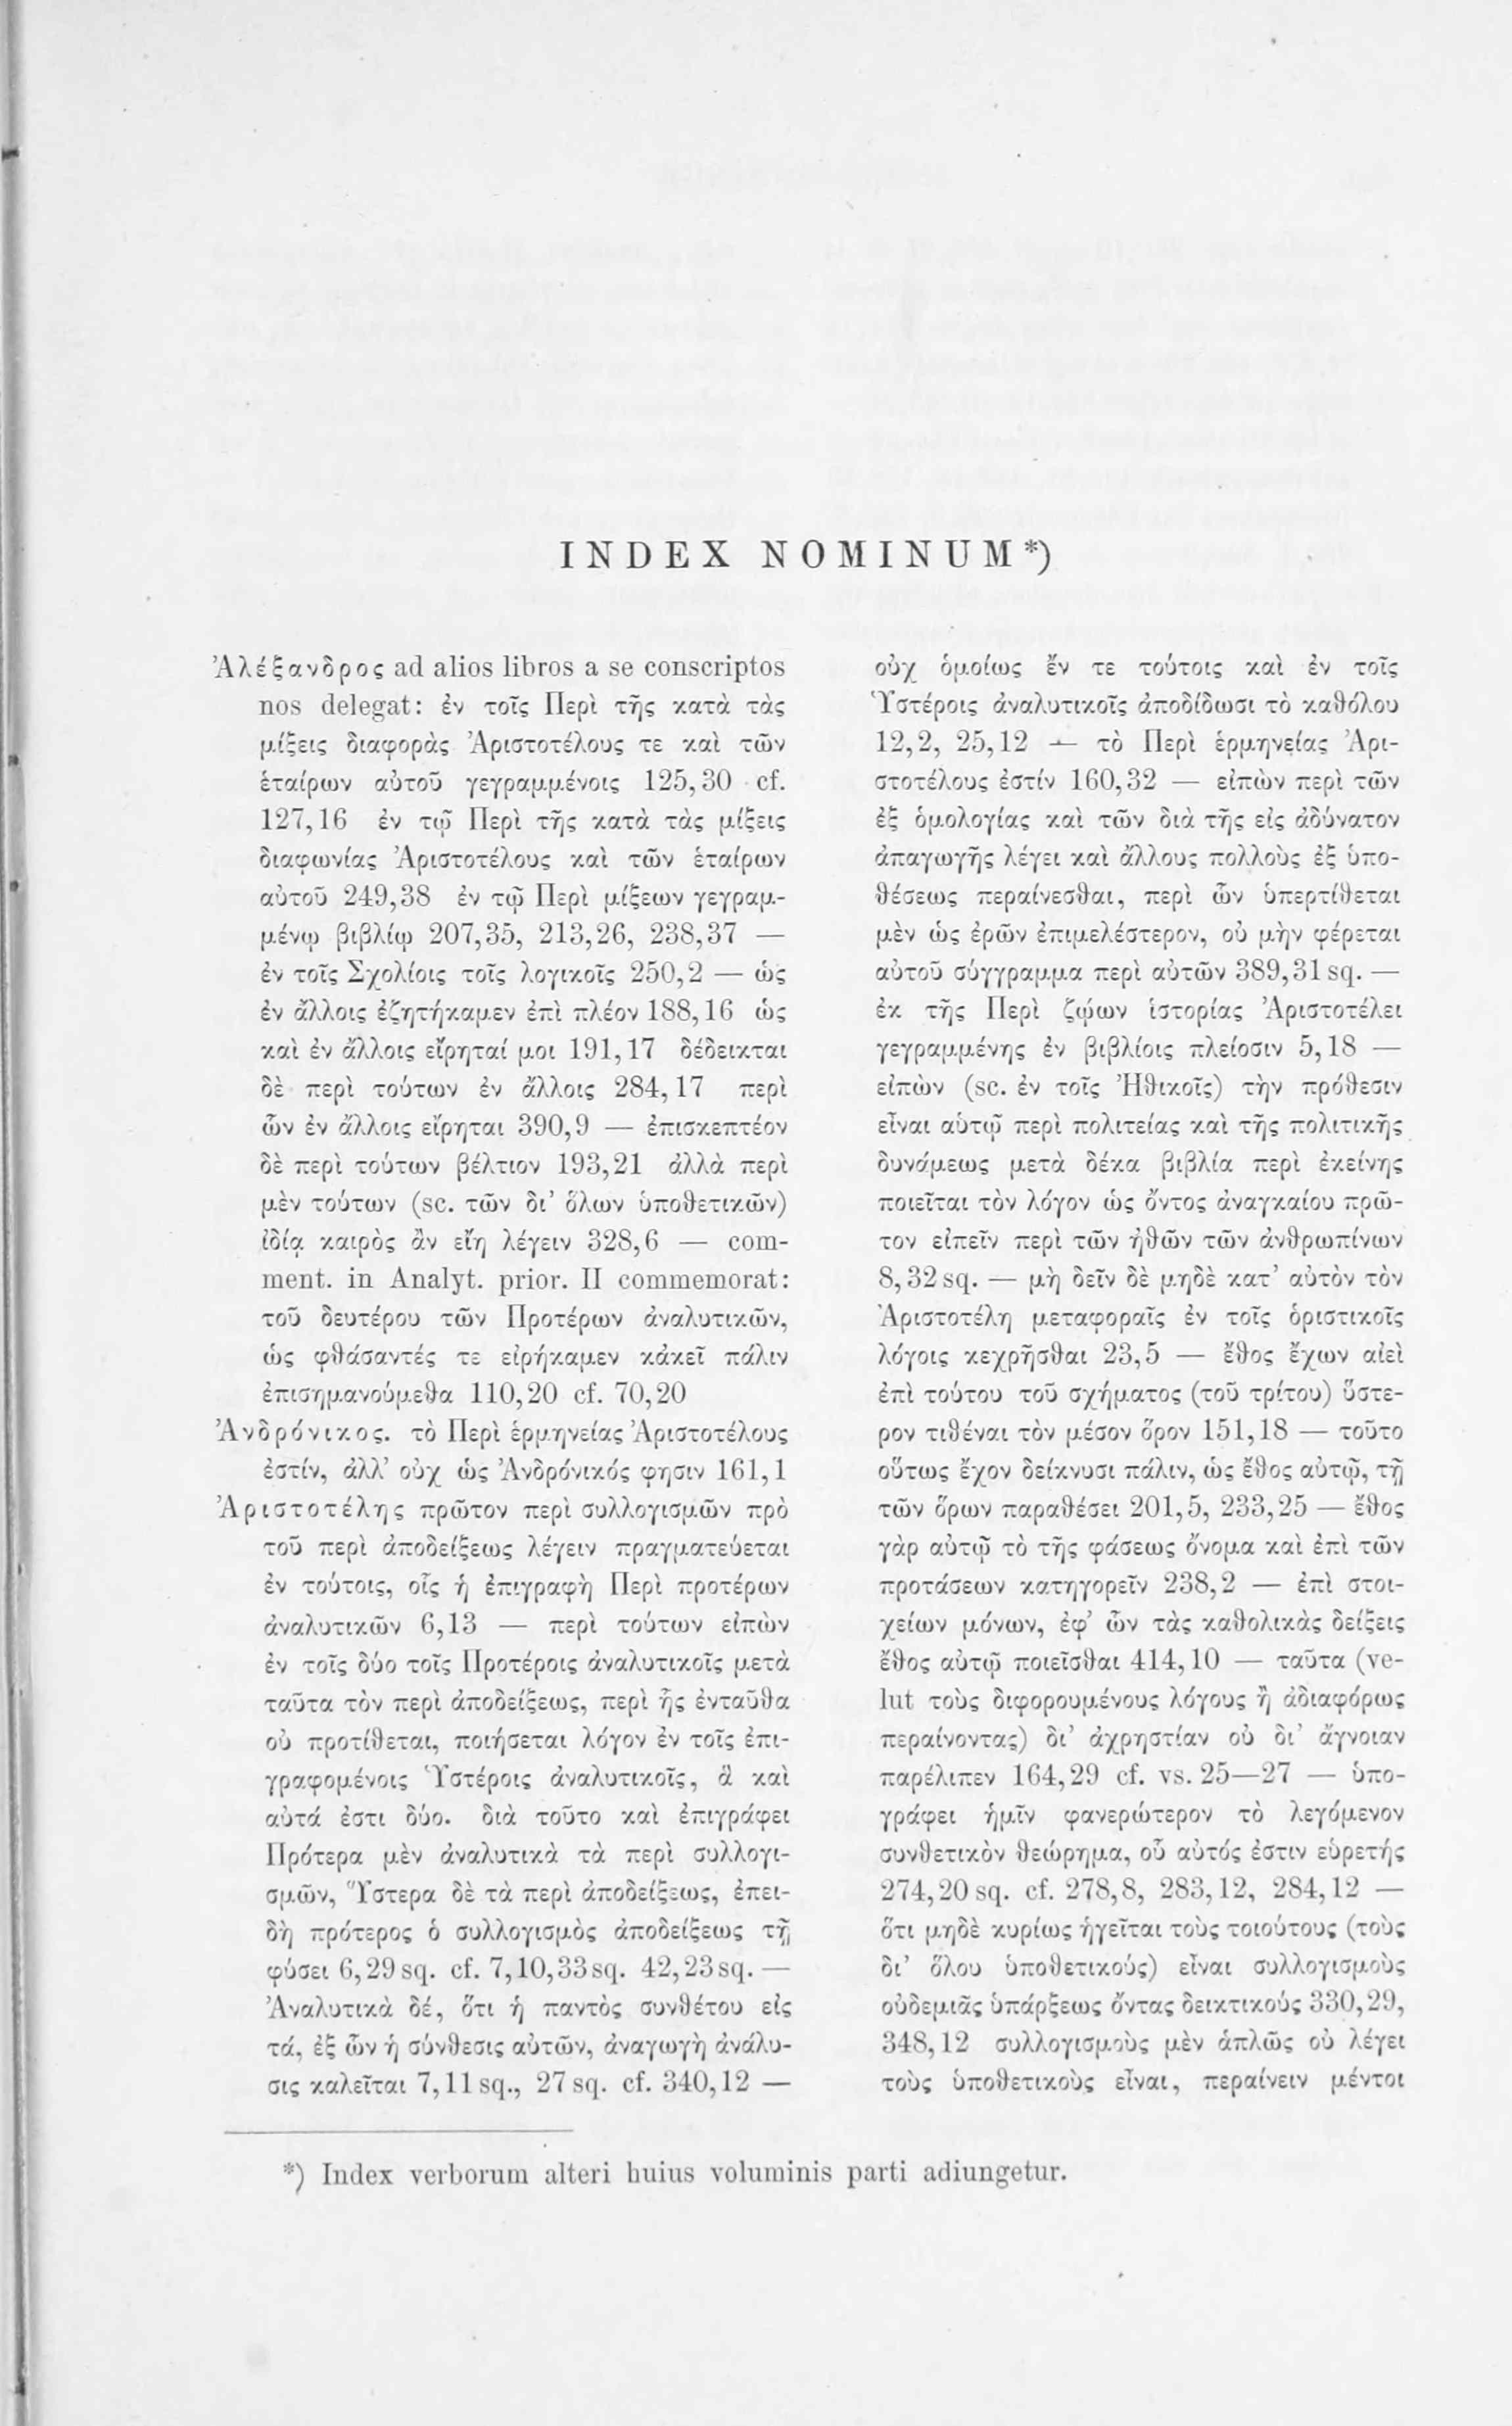 INDEX NOMINUM*)
Ἀλέξανδρος ad alios libros a se conscriptos
nos delegat: ἐν τοῖς Περὶ τῆς κατὰ τὰς
μίξεις διαφορὰς Ἀριστοτέλους τε καὶ τῶν
ἑταίρων αὐτοῦ γεγραμμένοις 125,30 cf.
127,16 ἐν τῷ Περὶ τῆς κατὰ τὰς μίξεις
διαφωνίας Ἀριστοτέλους καὶ τῶν ἑταίρων
αὐτοῦ 249,38 ἐν τῷ Περὶ μίξεων γεγραμ-
μένῳ βιβλίῳ 207,35, 213,26, 238,37 —
ἐν τοῖς Σχολίοις τοῖς λογικοῖς 250,2 — ὡς
ἐν ἄλλοις ἐζητήκαμεν ἐπὶ πλέον 188,16 ὡς
καὶ ἐν ἄλλοις εἴρηταί μοι 191,17 δέδεικται
δὲ περὶ τούτων ἐν ἄλλοις 284,17 περὶ
ὧν ἐν ἄλλοις εἴρηται 390,9 — ἐπισκεπτέον
δὲ περὶ τούτων βέλτιον 193,21 ἀλλὰ περὶ
μὲν τούτων (sc. τῶν δι’ ὅλων ὑποθετικῶν)
ἰδίᾳ καιρὸς ἂν εἴη λέγειν 328,6 — com-
ment. in Analyt. prior. II commemorat:
τοῦ δευτέρου τῶν Προτέρων ἀναλυτικῶν,
ὡς φθάσαντές τε εἰρήκαμεν κἀκεῖ πάλιν
ἐπισημανούμεθα 110,20 cf. 70,20
Ἀνδρόνικος. τὸ Περὶ ἑρμηνείας Ἀριστοτέλους
ἐστίν, ἀλλ’ οὐχ ὡς Ἀνδρόνικός φησιν 161,1
Ἀριστοτέλης πρῶτον περὶ συλλογισμῶν πρὸ
τοῦ περὶ ἀποδείξεως λέγειν πραγματεύεται
ἐν τούτοις, οἷς ἡ ἐπιγραφὴ Περὶ προτέρων
ἀναλυτικῶν 6,13 — περὶ τούτων εἰπὼν
ἐν τοῖς δύο τοῖς Προτέροις ἀναλυτικοῖς μετὰ
ταῦτα τὸν περὶ ἀποδείξεως, περὶ ἧς ἐνταῦθα
οὐ προτίθεται, ποιήσεται λόγον ἐν τοῖς ἐπι-
γραφομένοις Ὑστέροις ἀναλυτικοῖς, ἃ καὶ
αὐτά ἐστι δύο. διὰ τοῦτο καὶ ἐπιγράφει
Πρότερα μὲν ἀναλυτικὰ τὰ περὶ συλλογι-
σμῶν, Ὕστερα δὲ τὰ περὶ ἀποδείξεως, ἐπει-
δὴ πρότερος ὁ συλλογισμὸς ἀποδείξεως τῇ
φύσει 6,29 sq. cf. 7,10,33 sq. 42,23 sq. —
Ἀναλυτικὰ δέ, ὅτι ἡ παντὸς συνθέτου εἰς
τά, ἐξ ὧν ἡ σύνθεσις αὐτῶν, ἀναγωγὴ ἀνάλυ-
σις καλεῖται 7,11 sq., 27 sq. cf. 340,12 —
οὐχ ὁμοίως ἔν τε τούτοις καὶ ἐν τοῖς
Ὑστέροις ἀναλυτικοῖς ἀποδίδωσι τὸ καθόλου
12,2, 25,12 — τὸ Περὶ ἑρμηνείας Ἀρι-
στοτέλους ἐστίν 160,32 — εἰπὼν περὶ τῶν
ἐξ ὁμολογίας καὶ τῶν διὰ τῆς εἰς ἀδύνατον
ἀπαγωγῆς λέγει καὶ ἄλλους πολλοὺς ἐξ ὑπο-
θέσεως περαίνεσθαι, περὶ ὧν ὑπερτίθεται
μὲν ὡς ἐρῶν ἐπιμελέστερον, οὐ μὴν φέρεται
αὐτοῦ σύγγραμμα περὶ αὐτῶν 389,31 sq. —
ἐκ τῆς Περὶ ζῴων ἱστορίας Ἀριστοτέλει
γεγραμμένης ἐν βιβλίοις πλείοσιν 5,18 —
εἰπὼν (sc. ἐν τοῖς Ἠθικοῖς) τὴν πρόθεσιν
εἶναι αὑτῷ περὶ πολιτείας καὶ τῆς πολιτικῆς
δυνάμεως μετὰ δέκα βιβλία περὶ ἐκείνης
ποιεῖται τὸν λόγον ὡς ὄντος ἀναγκαίου πρῶ-
τον εἰπεῖν περὶ τῶν ἠθῶν τῶν ἀνθρωπίνων
8,32 sq. — μὴ δεῖν δὲ μηδὲ κατ’ αὐτὸν τὸν
Ἀριστοτέλη μεταφοραῖς ἐν τοῖς ὁριστικοῖς
λόγοις κεχρῆσθαι 23,5 — ἔθος ἔχων αἰεὶ
ἐπὶ τούτου τοῦ σχήματος (τοῦ τρίτου) ὕστε-
ρον τιθέναι τὸν μέσον ὅρον 151,18 — τοῦτο
οὕτως ἔχον δείκνυσι πάλιν, ὡς ἔθος αὐτῷ, τῇ
τῶν ὅρων παραθέσει 201,5, 233,25 — ἔθος
γὰρ αὐτῷ τὸ τῆς φάσεως ὄνομα καὶ ἐπὶ τῶν
προτάσεων κατηγορεῖν 238,2 — ἐπὶ στοι-
χείων μόνων, ἐφ’ ὧν τὰς καθολικὰς δείξεις
ἔθος αὐτῷ ποιεῖσθαι 414,10 — ταῦτα (ve-
lut τοὺς διφορουμένους λόγους ἢ ἀδιαφόρως
περαίνοντας) δι’ ἀχρηστίαν οὐ δι’ ἄγνοιαν
παρέλιπεν 164,29 cf. vs. 25—27 — ὑπο-
γράφει ἡμῖν φανερώτερον τὸ λεγόμενον
συνθετικὸν θεώρημα, οὗ αὐτός ἐστιν εὑρετής
274,20 sq. cf. 278,8, 283,12, 284,12 —
ὅτι μηδὲ κυρίως ἡγεῖται τοὺς τοιούτους (τοὺς
δι’ ὅλου ὑποθετικούς) εἶναι συλλογισμοὺς
οὐδεμιᾶς ὑπάρξεως ὄντας δεικτικούς 330,29,
348,12 συλλογισμοὺς μὲν ἁπλῶς οὐ λέγει
τοὺς ὑποθετικοὺς εἶναι, περαίνειν μέντοι
*) Index verborum alteri huius voluminis parti adiungetur.